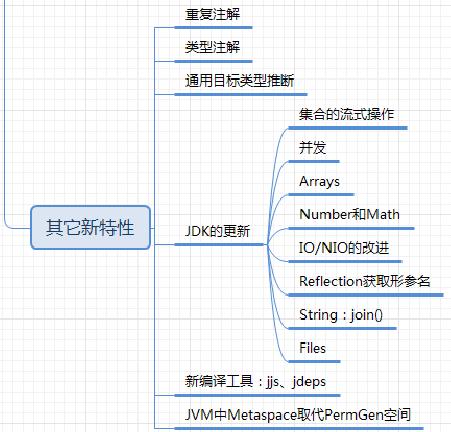 重复注解
类型注解
通用目标类型推断
集合的流式操作
并发
Arrays
Number和Math
其它新特性
JDK的更新
IO/NIO的改进
Reflection获取形参名
String：join()
Files
新编译工具：jjs、jdeps
JVM中Metaspace取代PermGen空间